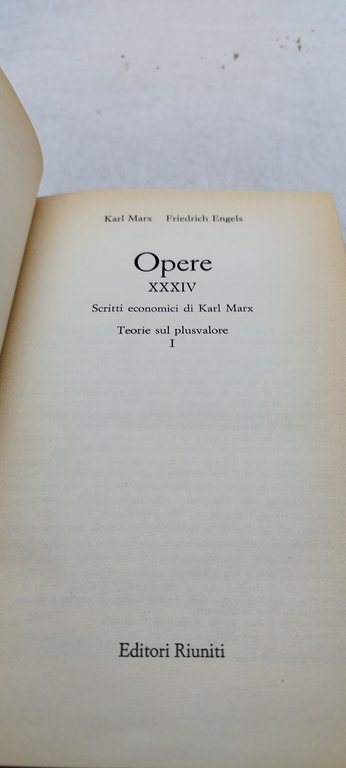 Karl Marx Friedrich Engels
Opere
XXXIV
Scritti economici di Karl Marx
Teorie sul plusvalore
I
Editori Riuniti